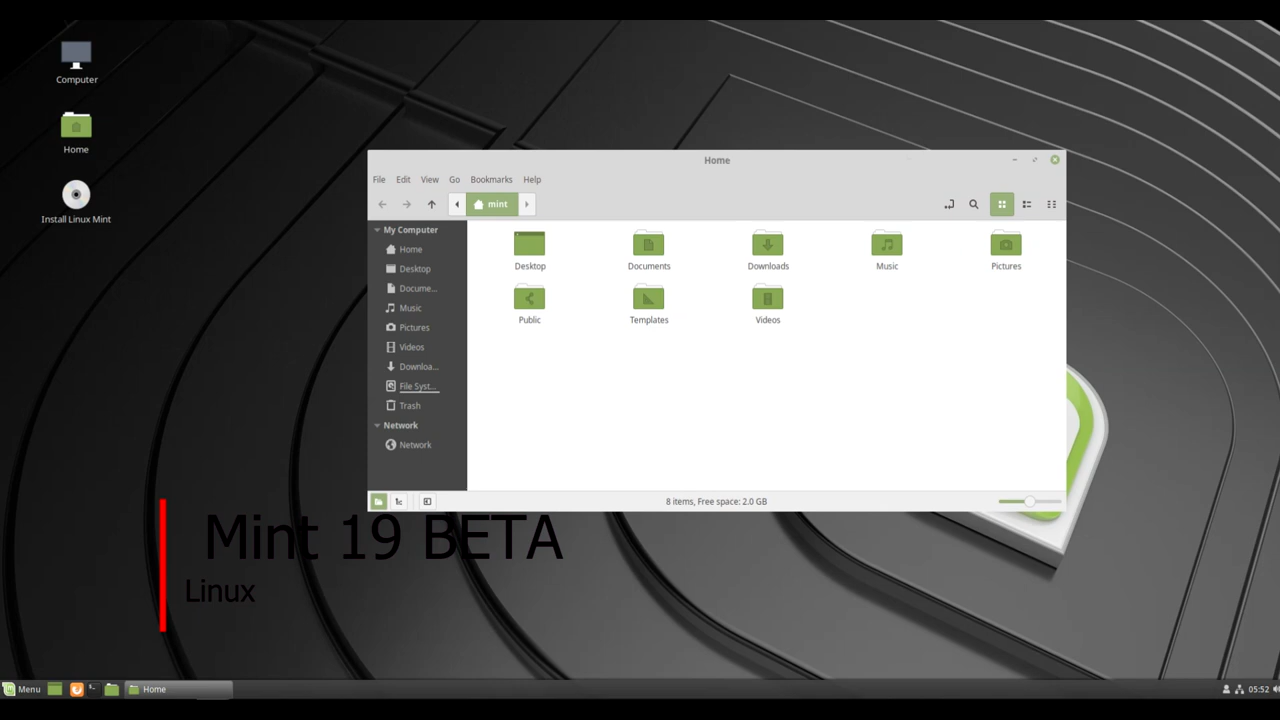 Computer
Home
Install Linux Mint
Home
File Edit View Go Bookmarks Help
mint
My Computer
Home
Desktop
Docume...
Music
Pictures
Videos
Downloa...
File Syst...
Trash
Network
Network
Desktop Documents Downloads Music Pictures
Public Templates Videos
8 items, Free space: 2.0 GB
Mint 19 BETA
Linux
Menu Home 05:52